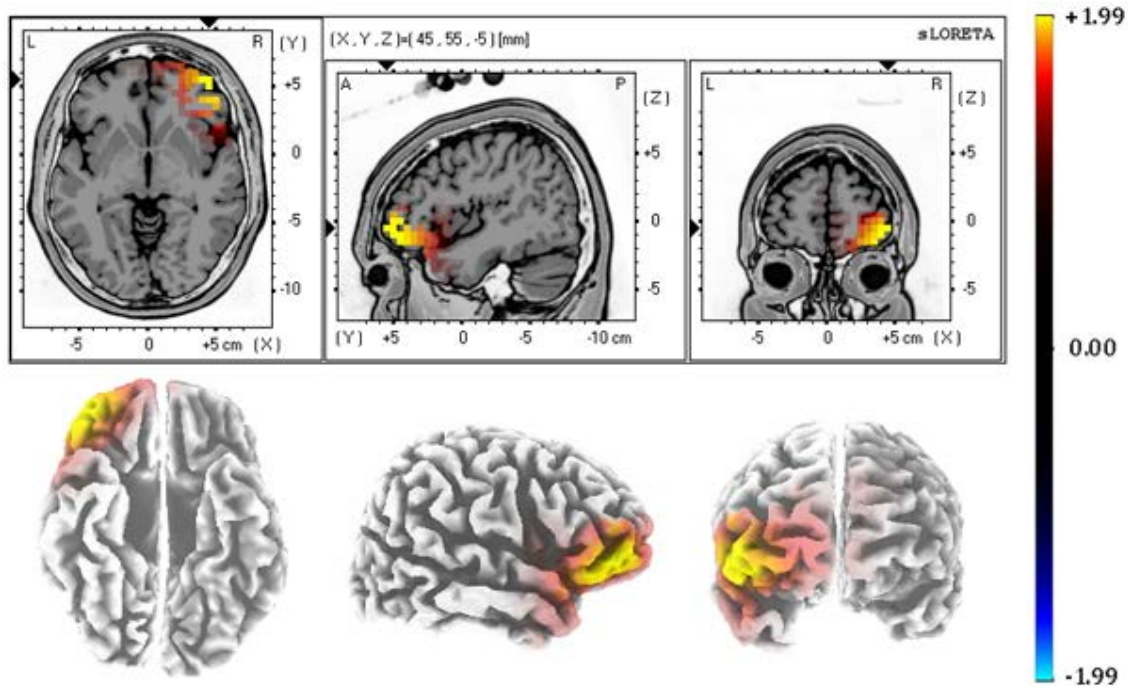 (X, Y, Z)=( 45 , 55 , -5 ) [mm] sLORETA
L R (Y)
+5
0
-5
-10
-5 0 +5 cm (X)
A P (Z)
+5
0
-5
(Y) +5 0 -5 -10 cm
L R (Z)
+5
0
-5
-5 0 +5 cm (X)
+1.99
0.00
-1.99